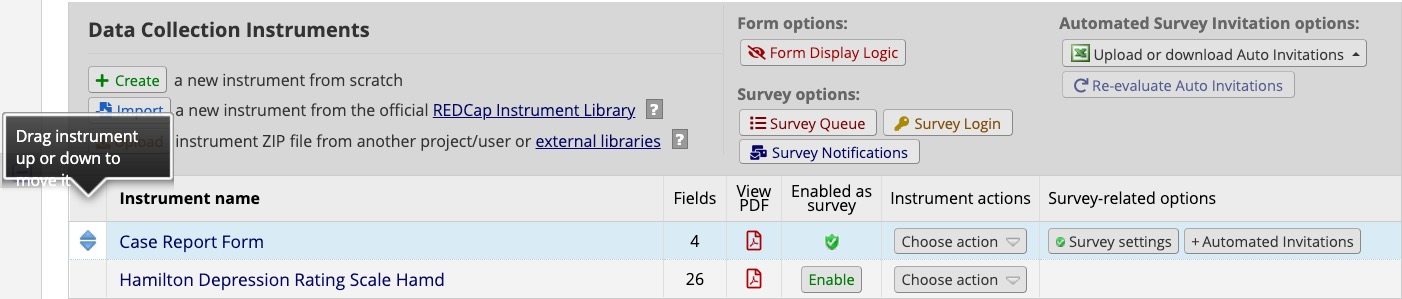 Data Collection Instruments
Create a new instrument from scratch
Import a new instrument from the official REDCap Instrument Library ?
Upload instrument ZIP file from another project/user or external libraries ?
Form options:
Form Display Logic
Survey options:
Survey Queue Survey Login
Survey Notifications
Automated Survey Invitation options:
Upload or download Auto Invitations
Re-evaluate Auto Invitations
Drag instrument
up or down to
move it
Instrument name Fields View PDF Enabled as survey Instrument actions Survey-related options
Case Report Form 4 Choose action Survey settings + Automated Invitations
Hamilton Depression Rating Scale Hamd 26 Enable Choose action